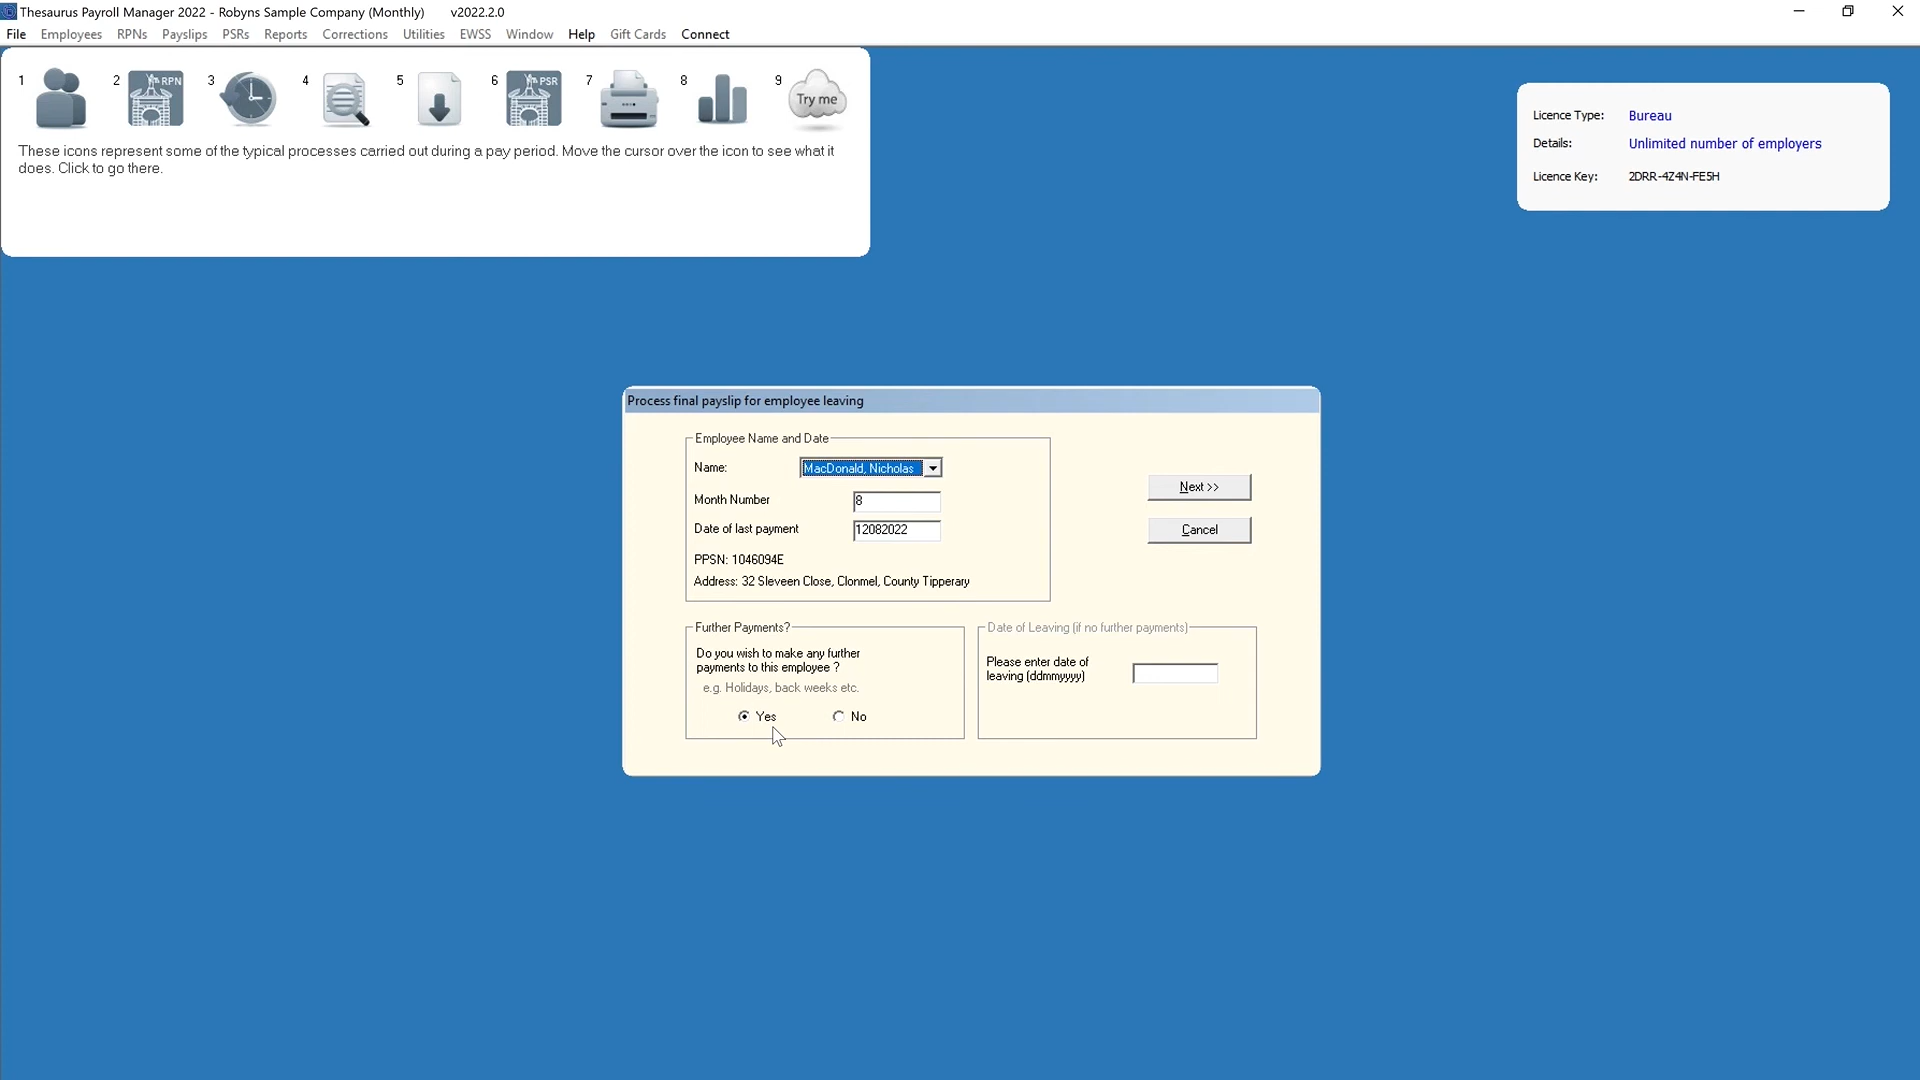 Thesaurus Payroll Manager 2022 - Robyns Sample Company (Monthly) v2022.2.0
File Employees RPNs Payslips PSRs Reports Corrections Utilities EWSS Window Help Gift Cards Connect
1 2 RPN 3 4 5 6 PSR 7 8 9 Try me
These icons represent some of the typical processes carried out during a pay period. Move the cursor over the icon to see what it
does. Click to go there.
Licence Type: Bureau
Details: Unlimited number of employers
Licence Key: 2DRR-4Z4N-FE5H
Process final payslip for employee leaving
Employee Name and Date
Name: MacDonald, Nicholas
Month Number 8
Date of last payment 12082022
PPSN: 1046094E
Address: 32 Sleveen Close, Clonmel, County Tipperary
Next >>
Cancel
Further Payments?
Do you wish to make any further
payments to this employee ?
e.g. Holidays, back weeks etc.
Yes No
Date of Leaving (if no further payments)
Please enter date of
leaving (ddmmyyyy)